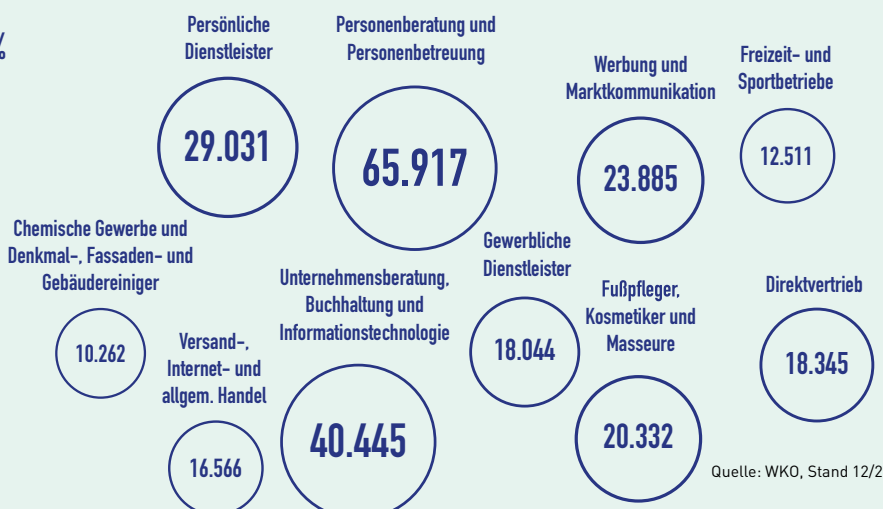 %
Persönliche
Dienstleister
29.031
Personenberatung und
Personenbetreuung
65.917
Werbung und
Marktkommunikation
23.885
Freizeit- und
Sportbetriebe
12.511
Chemische Gewerbe und
Denkmal-, Fassaden- und
Gebäudereiniger
10.262
Versand-,
Internet- und
allgem. Handel
16.566
Unternehmensberatung,
Buchhaltung und
Informationstechnologie
40.445
Gewerbliche
Dienstleister
18.044
Fußpfleger,
Kosmetiker und
Masseure
20.332
Direktvertrieb
18.345
Quelle: WKO, Stand 12/2